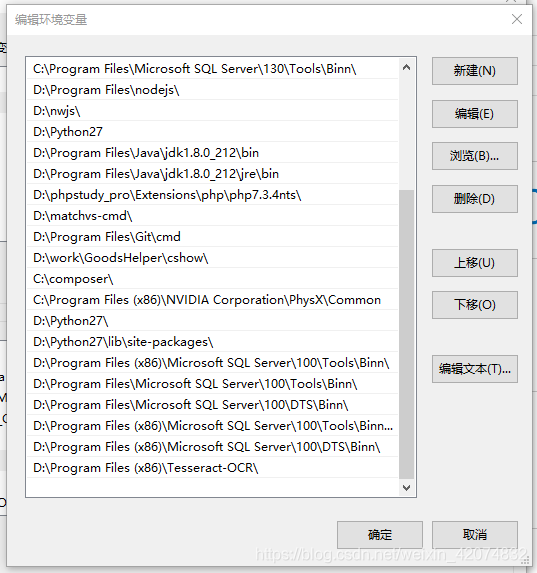 编辑环境变量
C:\Program Files\Microsoft SQL Server\130\Tools\Binn\
D:\Program Files\nodejs\
D:\nwjs\
D:\Python27
D:\Program Files\Java\jdk1.8.0_212\bin
D:\Program Files\Java\jdk1.8.0_212\jre\bin
D:\phpstudy_pro\Extensions\php\php7.3.4nts\
D:\matchvs-cmd\
D:\Program Files\Git\cmd
D:\work\GoodsHelper\cshow\
C:\composer\
C:\Program Files (x86)\NVIDIA Corporation\PhysX\Common
D:\Python27\
D:\Python27\lib\site-packages\
D:\Program Files (x86)\Microsoft SQL Server\100\Tools\Binn\
D:\Program Files\Microsoft SQL Server\100\Tools\Binn\
D:\Program Files\Microsoft SQL Server\100\DTS\Binn\
D:\Program Files (x86)\Microsoft SQL Server\100\Tools\Binn...
D:\Program Files (x86)\Microsoft SQL Server\100\DTS\Binn\
D:\Program Files (x86)\Tesseract-OCR\
新建(N)
编辑(E)
浏览(B)...
删除(D)
上移(U)
下移(O)
编辑文本(T)...
确定
取消
https://blog.csdn.net/weixin_42074832